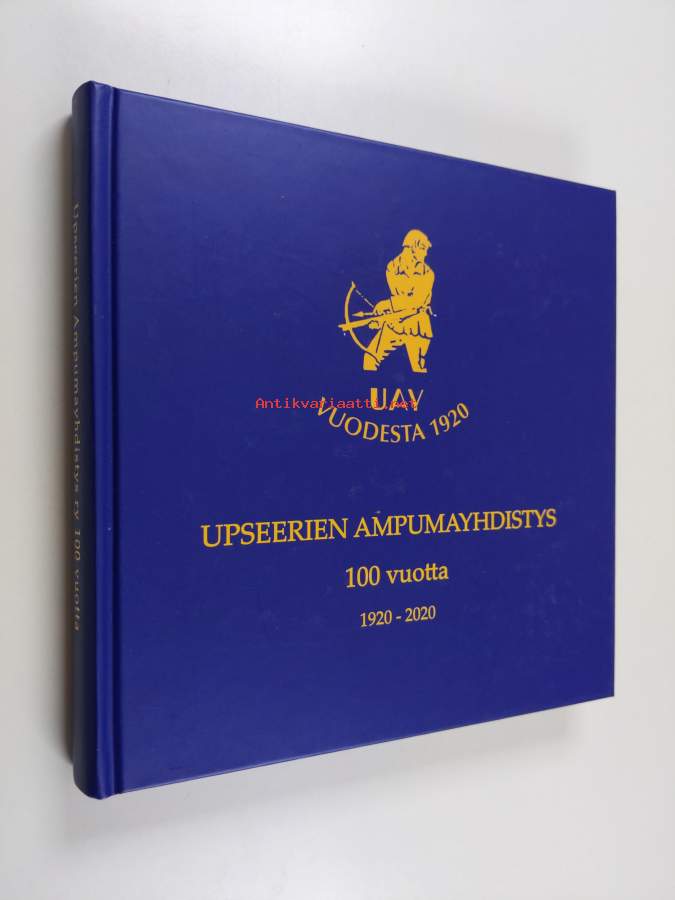 Upseerien Ampumayhdistys ry 100 vuotta
UAY
Antikvariaatti.net
VUODESTA 1920
UPSEERIEN AMPUMAYHDISTYS
100 vuotta
1920 - 2020